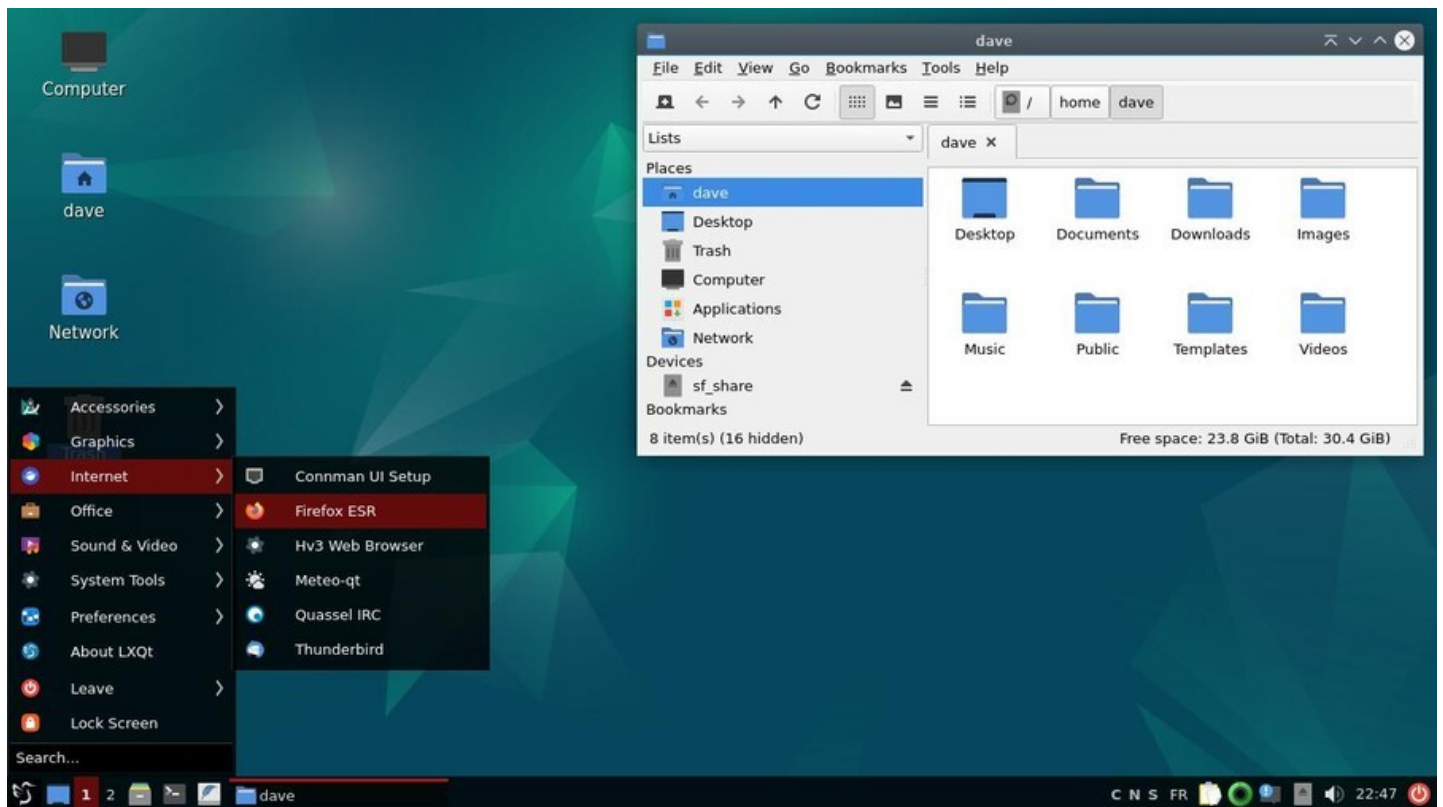 Computer
dave
Network
Trash
dave
File Edit View Go Bookmarks Tools Help
/ home dave
Lists
dave
Places
dave
Desktop
Trash
Computer
Applications
Network
Devices
sf_share
Bookmarks
Desktop Documents Downloads Images
Music Public Templates Videos
8 item(s) (16 hidden) Free space: 23.8 GiB (Total: 30.4 GiB)
Accessories
Graphics
Internet
Office
Sound & Video
System Tools
Preferences
About LXQt
Leave
Lock Screen
Search...
Connman UI Setup
Firefox ESR
Hv3 Web Browser
Meteo-qt
Quassel IRC
Thunderbird
1 2 dave C N S FR 22:47